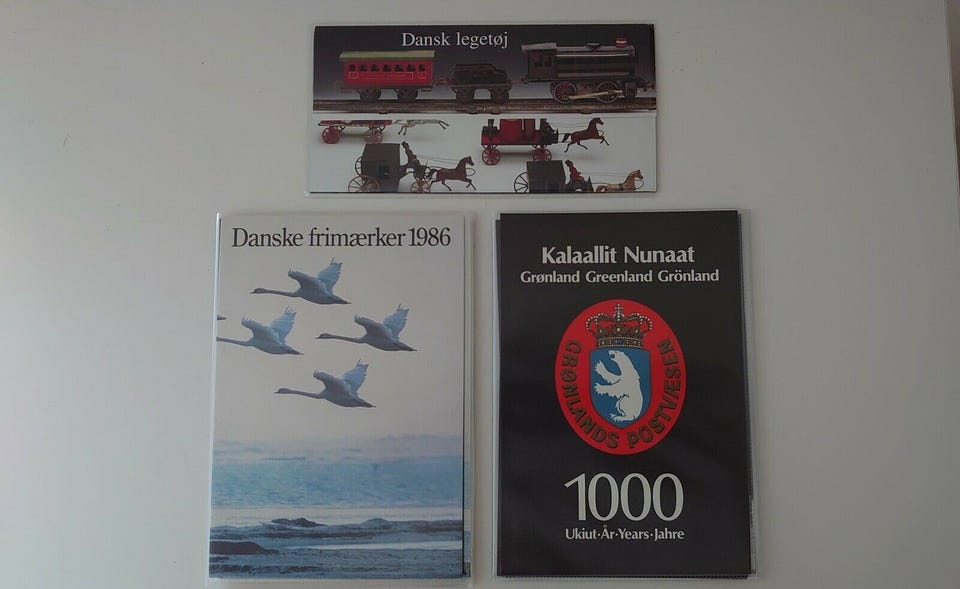 Dansk legetøj
Danske frimærker 1986
Kalaallit Nunaat
Grønland Greenland Grönland
GRØNLANDS POSTVÆSEN
1000
Ukiut·År·Years·Jahre